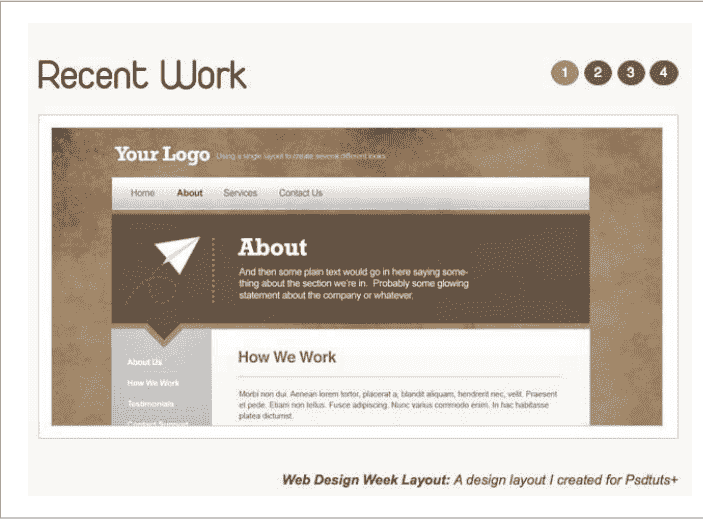 Recent Work
1 2 3 4
Your Logo Using a single layout to create several different looks
Home About Services Contact Us
About
And then some plain text would go in here saying some-
thing about the section we're in. Probably some glowing
statement about the company or whatever.
About Us
How We Work
Testimonials
How We Work
Morbi non dui. Aenean lorem tortor, placerat a, blandit aliquam, hendrerit nec, velit. Praesent
et pede. Etiam non tellus. Fusce adipiscing. Nunc varius commodo enim. In hac habitasse
platea dictumst.
Web Design Week Layout: A design layout I created for Psdtuts+